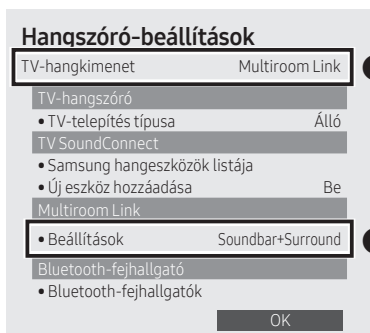 Hangszóró-beállítások
TV-hangkimenet Multiroom Link
TV-hangszóró
• TV-telepítés típusa Álló
TV SoundConnect
• Samsung hangeszközök listája
• Új eszköz hozzáadása Be
Multiroom Link
• Beállítások Soundbar+Surround
Bluetooth-fejhallgató
• Bluetooth-fejhallgatók
OK